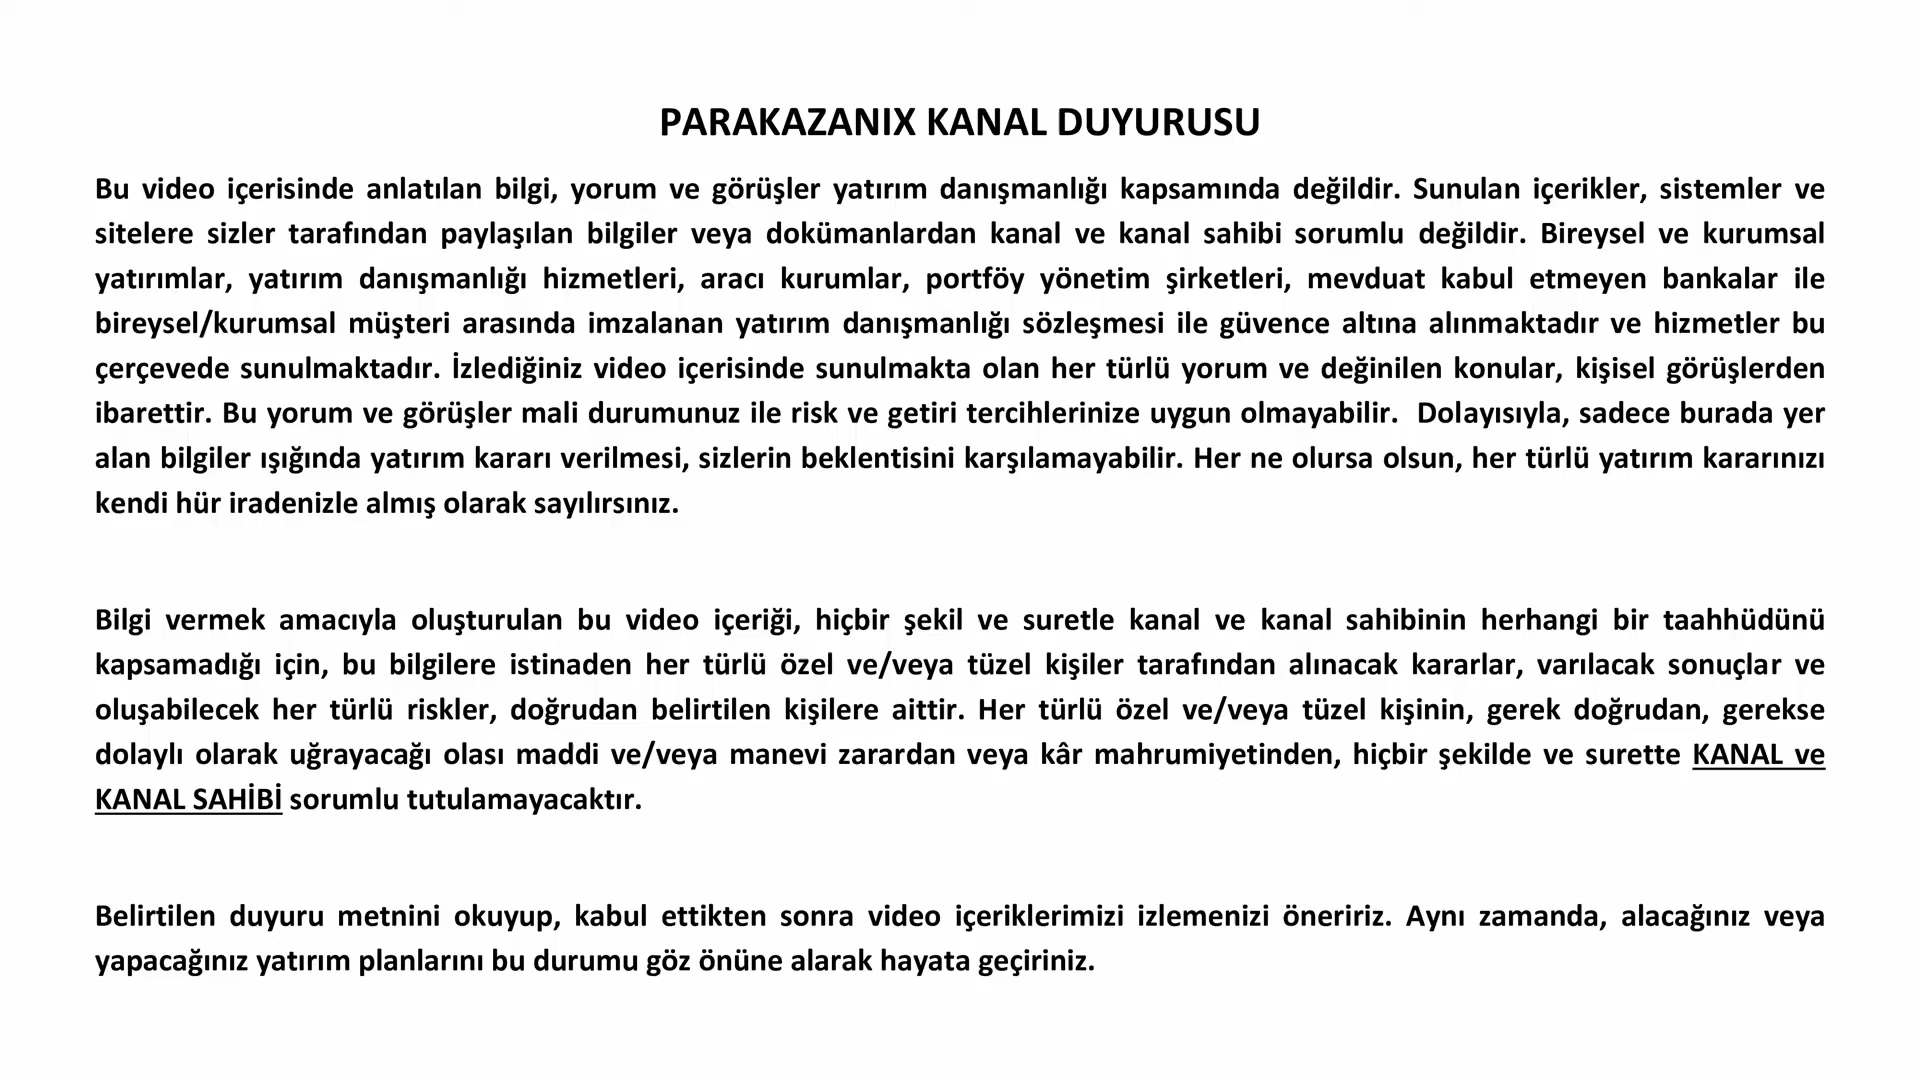 PARAKAZANIX KANAL DUYURUSU
Bu video içerisinde anlatılan bilgi, yorum ve görüşler yatırım danışmanlığı kapsamında değildir. Sunulan içerikler, sistemler ve
sitelere sizler tarafından paylaşılan bilgiler veya dokümanlardan kanal ve kanal sahibi sorumlu değildir. Bireysel ve kurumsal
yatırımlar, yatırım danışmanlığı hizmetleri, aracı kurumlar, portföy yönetim şirketleri, mevduat kabul etmeyen bankalar ile
bireysel/kurumsal müşteri arasında imzalanan yatırım danışmanlığı sözleşmesi ile güvence altına alınmaktadır ve hizmetler bu
çerçevede sunulmaktadır. İzlediğiniz video içerisinde sunulmakta olan her türlü yorum ve değinilen konular, kişisel görüşlerden
ibarettir. Bu yorum ve görüşler mali durumunuz ile risk ve getiri tercihlerinize uygun olmayabilir. Dolayısıyla, sadece burada yer
alan bilgiler ışığında yatırım kararı verilmesi, sizlerin beklentisini karşılamayabilir. Her ne olursa olsun, her türlü yatırım kararınızı
kendi hür iradenizle almış olarak sayılırsınız.
Bilgi vermek amacıyla oluşturulan bu video içeriği, hiçbir şekil ve suretle kanal ve kanal sahibinin herhangi bir taahhüdünü
kapsamadığı için, bu bilgilere istinaden her türlü özel ve/veya tüzel kişiler tarafından alınacak kararlar, varılacak sonuçlar ve
oluşabilecek her türlü riskler, doğrudan belirtilen kişilere aittir. Her türlü özel ve/veya tüzel kişinin, gerek doğrudan, gerekse
dolaylı olarak uğrayacağı olası maddi ve/veya manevi zarardan veya kâr mahrumiyetinden, hiçbir şekilde ve surette KANAL ve
KANAL SAHİBİ sorumlu tutulamayacaktır.
Belirtilen duyuru metnini okuyup, kabul ettikten sonra video içeriklerimizi izlemenizi öneririz. Aynı zamanda, alacağınız veya
yapacağınız yatırım planlarını bu durumu göz önüne alarak hayata geçiriniz.